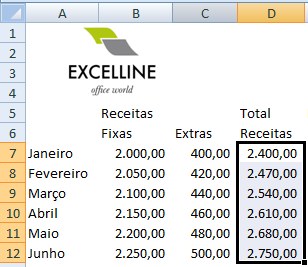 A B C D
1
2
3 EXCELLINE
4 office world
5 Receitas Total
6 Fixas Extras Receitas
7 Janeiro 2.000,00 400,00 2.400,00
8 Fevereiro 2.050,00 420,00 2.470,00
9 Março 2.100,00 440,00 2.540,00
10 Abril 2.150,00 460,00 2.610,00
11 Maio 2.200,00 480,00 2.680,00
12 Junho 2.250,00 500,00 2.750,00